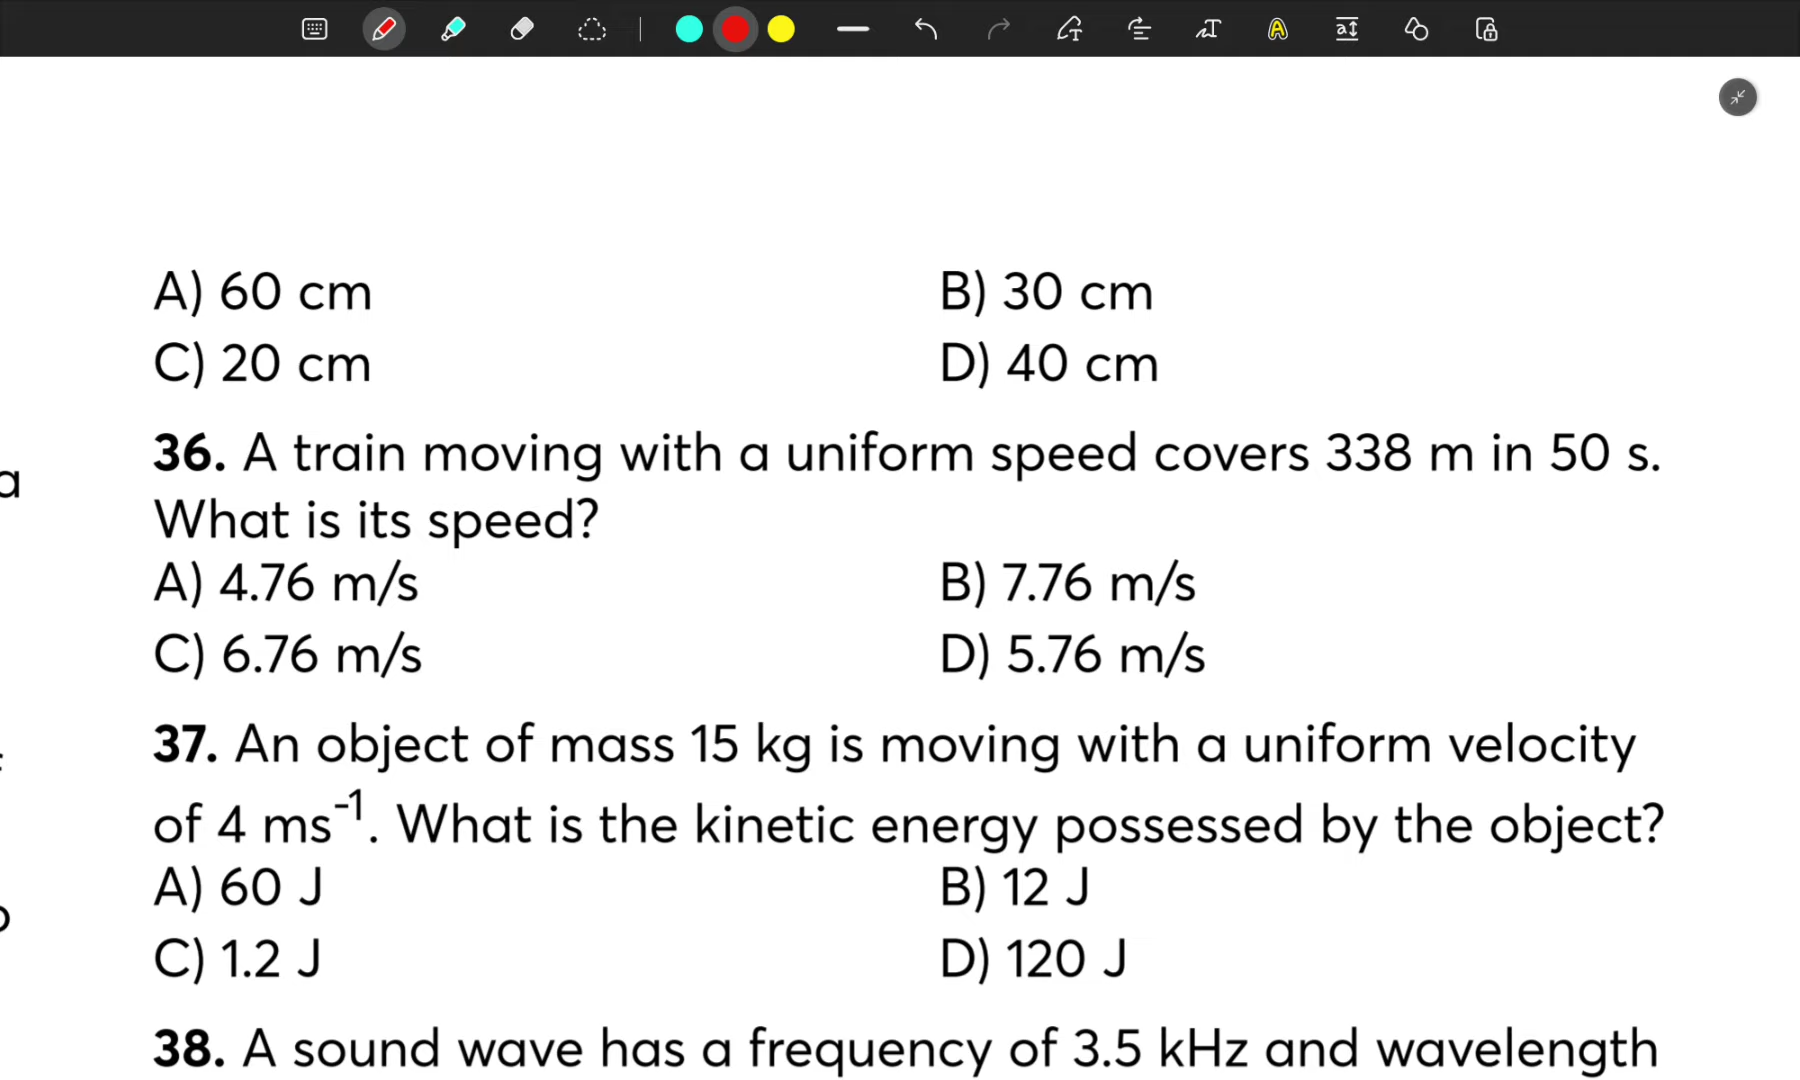 A) 60 cm
B) 30 cm
C) 20 cm
D) 40 cm
36. A train moving with a uniform speed covers 338 m in 50 s.
What is its speed?
A) 4.76 m/s
B) 7.76 m/s
C) 6.76 m/s
D) 5.76 m/s
37. An object of mass 15 kg is moving with a uniform velocity
of 4 ms⁻¹. What is the kinetic energy possessed by the object?
A) 60 J
B) 12 J
C) 1.2 J
D) 120 J
38. A sound wave has a frequency of 3.5 kHz and wavelength